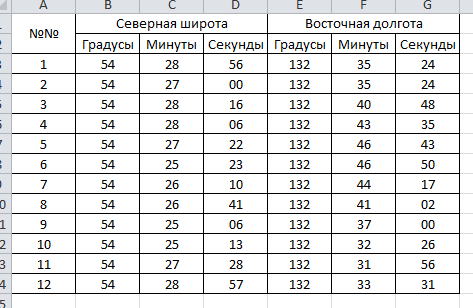 A B C D E F G
№№ Северная широта Восточная долгота
2 Градусы Минуты Секунды Градусы Минуты Секунды
1 54 28 56 132 35 24
2 54 27 00 132 35 24
3 54 28 16 132 40 48
4 54 28 06 132 43 35
5 54 27 22 132 46 43
6 54 25 23 132 46 50
7 54 26 10 132 44 17
8 54 26 41 132 41 02
9 54 25 06 132 37 00
10 54 25 13 132 32 26
11 54 27 28 132 31 56
12 54 28 57 132 33 31